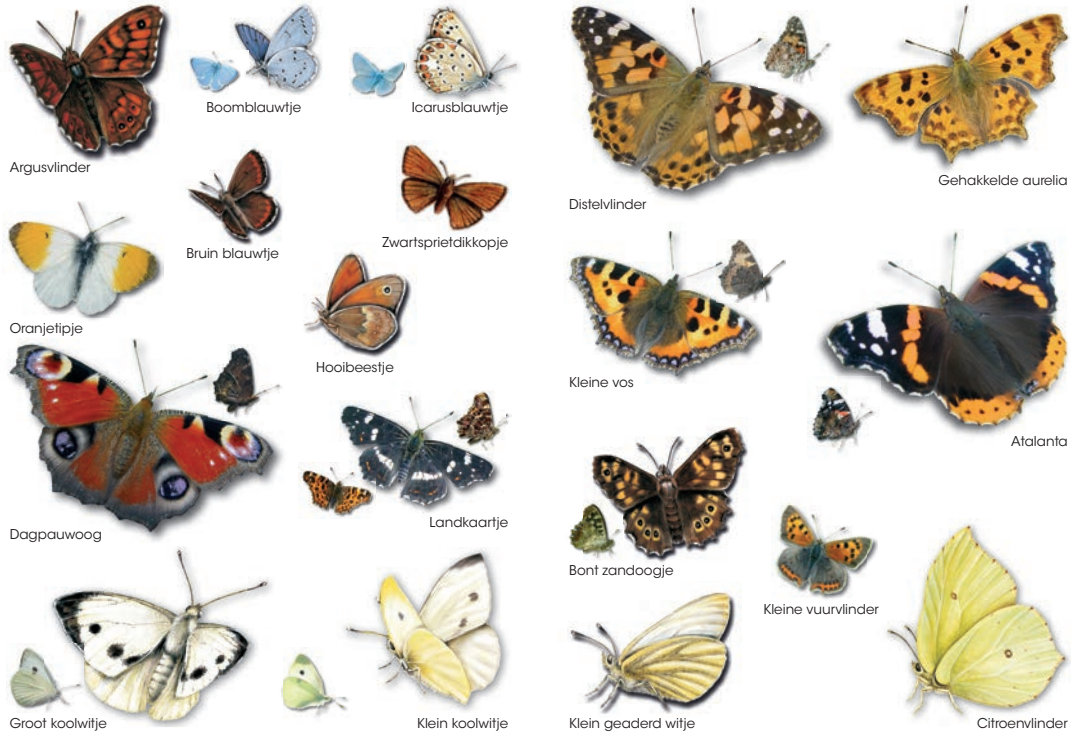 Boomblauwtje
Icarusblauwtje
Argusvlinder
Bruin blauwtje
Zwartsprietdikkopje
Oranjetipje
Hooibeestje
Dagpauwoog
Landkaartje
Groot koolwitje
Klein koolwitje
Distelvlinder
Gehakkelde aurelia
Kleine vos
Atalanta
Bont zandoogje
Kleine vuurvlinder
Klein geaderd witje
Citroenvlinder